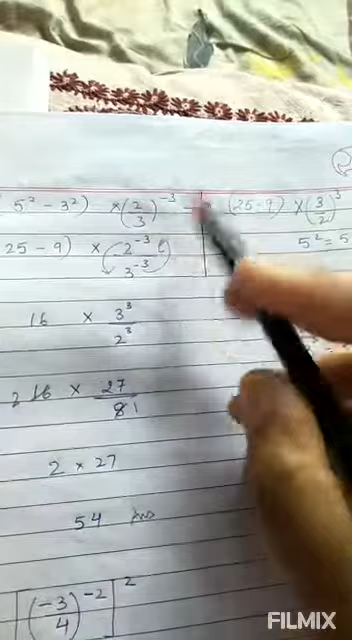 5² - 3²) × (2/3)⁻³ (25-9) × (3/2)³
25 - 9) × (2⁻³/3⁻³) 5² = 5
16 × 3³/2³
2 16 × 27/8 1
2 × 27
54 Ans
[(-3/4)⁻²]²
FILMIX